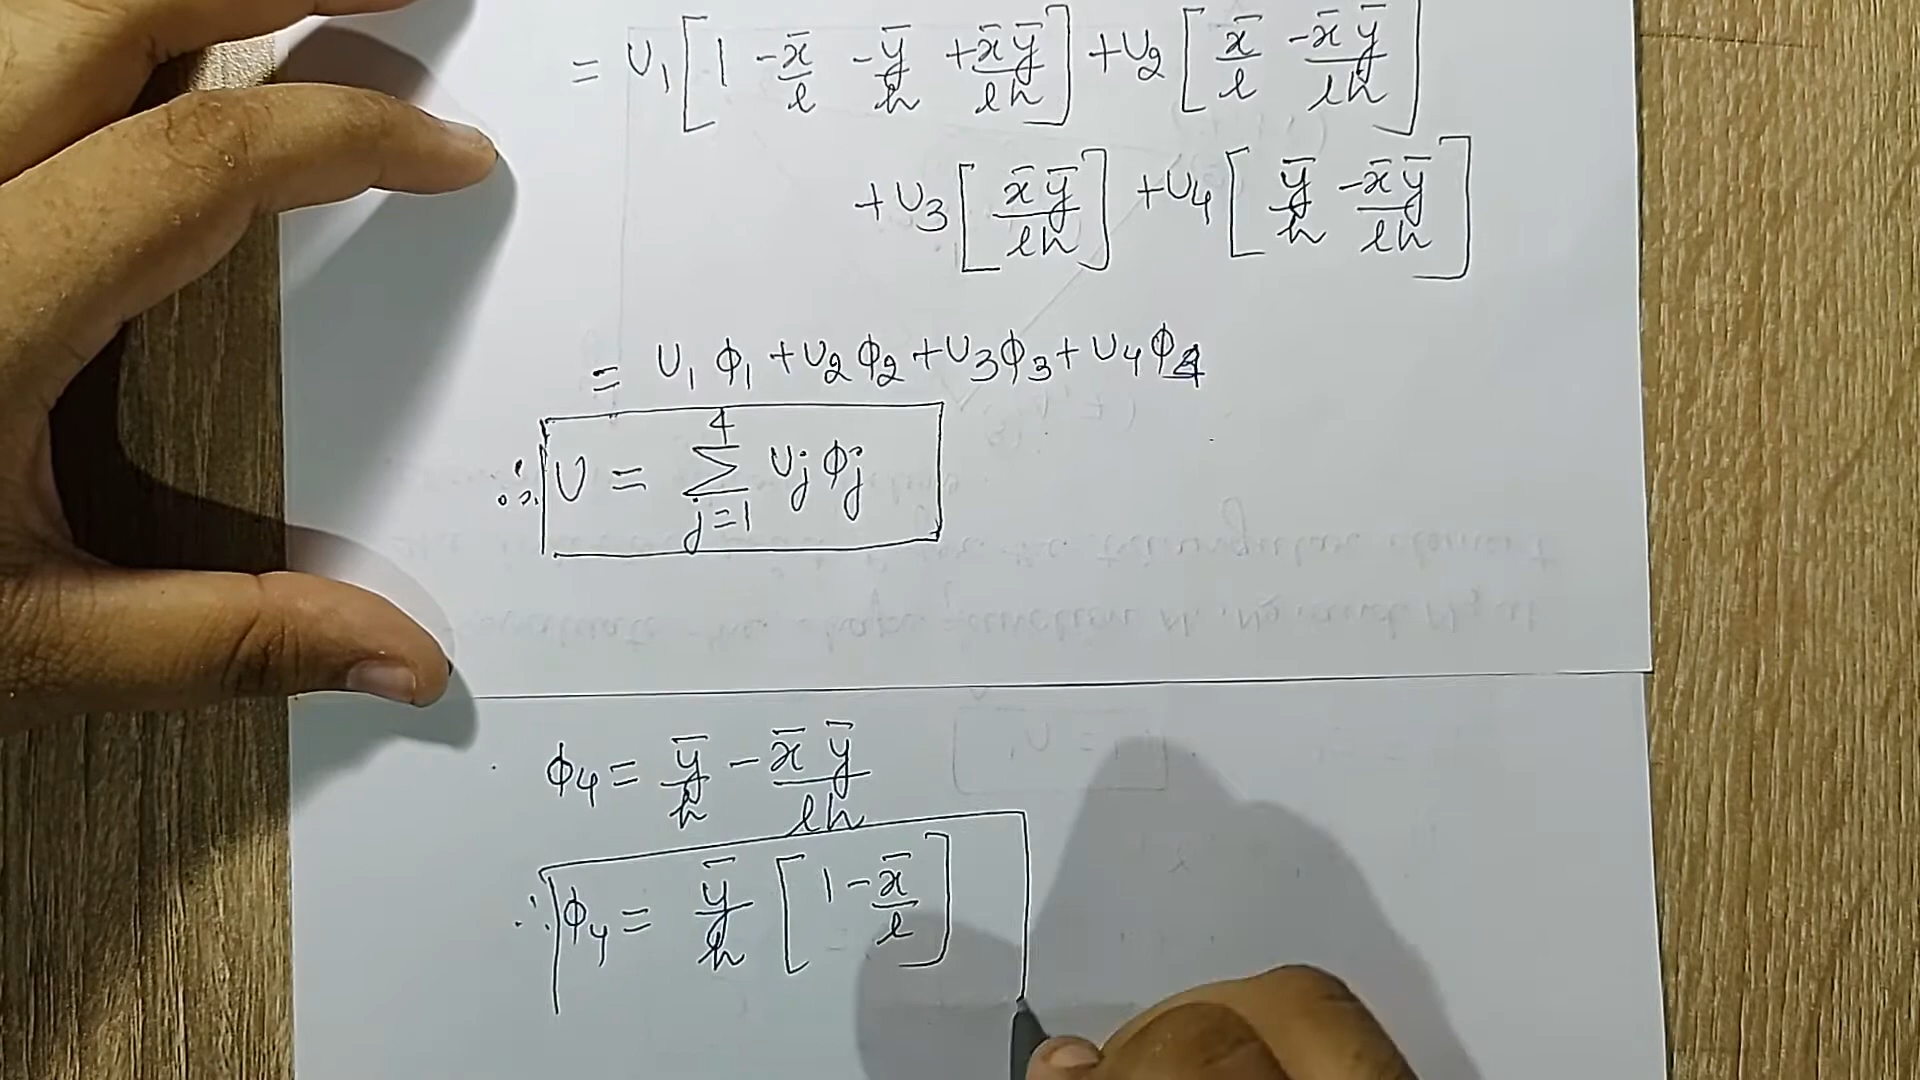 = U₁ [1 - x̄/l - ȳ/h + x̄ȳ/lh] + U₂ [x̄/l - x̄ȳ/lh]
+ U₃ [x̄ȳ/lh] + U₄ [ȳ/h - x̄ȳ/lh]
= U₁ϕ₁ + U₂ϕ₂ + U₃ϕ₃ + U₄ϕ₄
∴ U = Σ_{j=1}^{4} Ujϕj
ϕ₄ = ȳ/h - x̄ȳ/lh
∴ ϕ₄ = ȳ/h [1 - x̄/l]